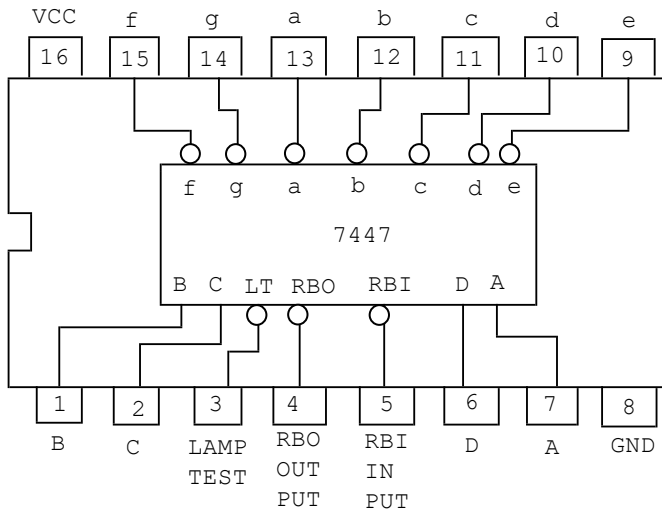 VCC f g a b c d e
16 15 14 13 12 11 10 9
f g a b c d e
7447
B C LT RBO RBI D A
1 2 3 4 5 6 7 8
B C LAMP RBO RBI D A GND
TEST OUT IN
PUT PUT